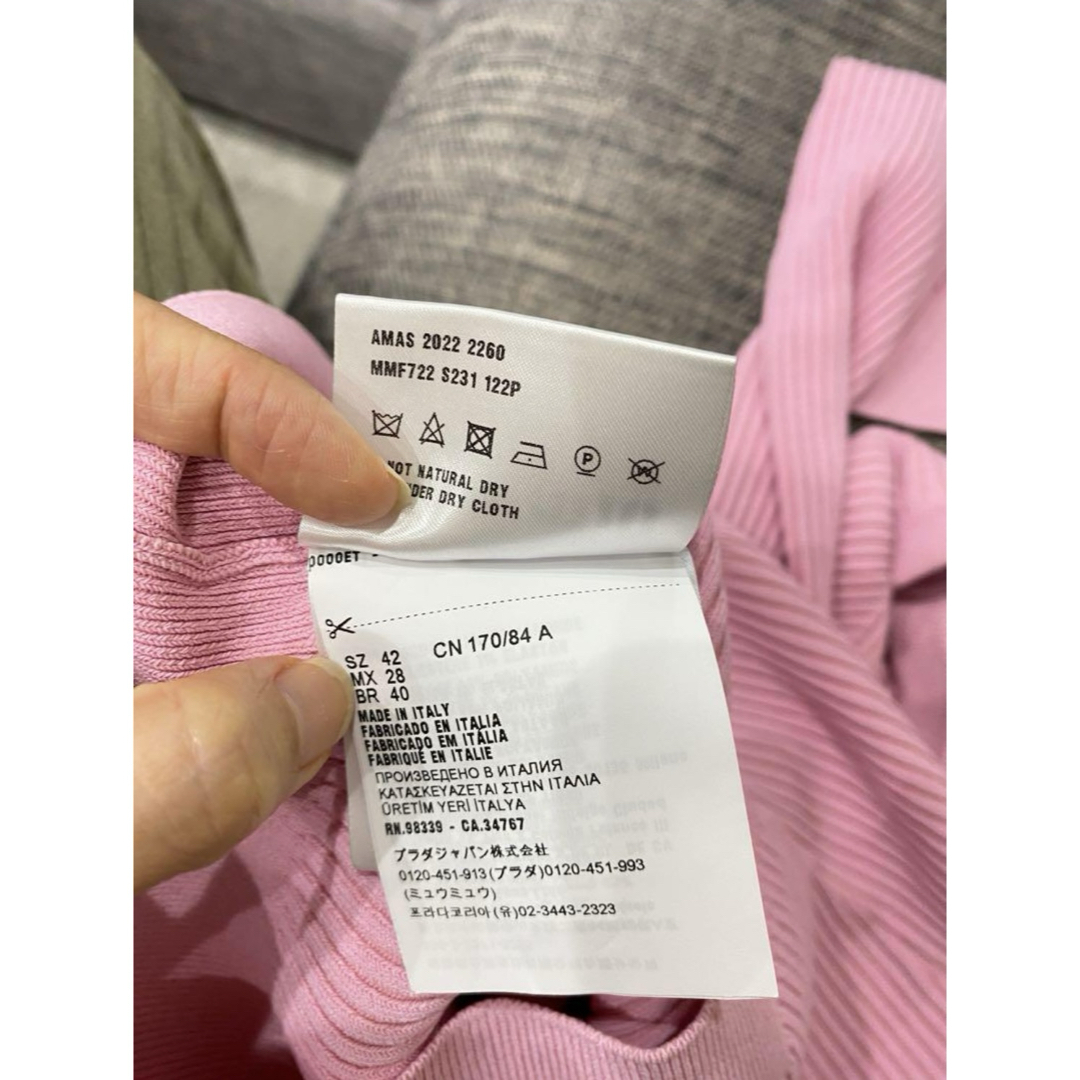 AMAS 2022 2260
MMF722 S231 122P
NOT NATURAL DRY
DRY CLOTH
SZ 42
CN 170/84 A
MX 28
BR 40
MADE IN ITALY
FABRICADO EN ITALIA
FABRICADO EM ITÁLIA
FABRIQUÉ EN ITALIE
ПРОИЗВЕДЕНО В ИТАЛИЯ
ΚΑΤΑΣΚΕΥΑΖΕΤΑΙ ΣΤΗΝ ΙΤΑΛΙΑ
ÜRETİM YERİ İTALYA
RN.98339 - CA.34767
プラダジャパン株式会社
0120-451-913(プラダ)0120-451-993
(ミュウミュウ)
프라다코리아(유)02-3443-2323